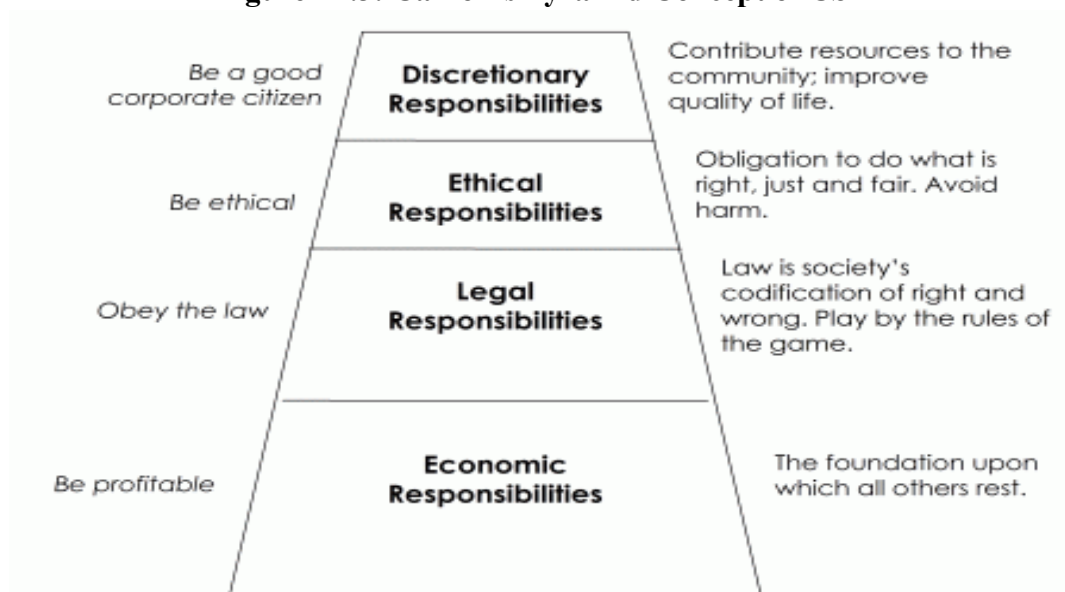 Be a good
corporate citizen
Discretionary
Responsibilities
Contribute resources to the
community; improve
quality of life.
Be ethical
Ethical
Responsibilities
Obligation to do what is
right, just and fair. Avoid
harm.
Obey the law
Legal
Responsibilities
Law is society's
codification of right and
wrong. Play by the rules of
the game.
Be profitable
Economic
Responsibilities
The foundation upon
which all others rest.